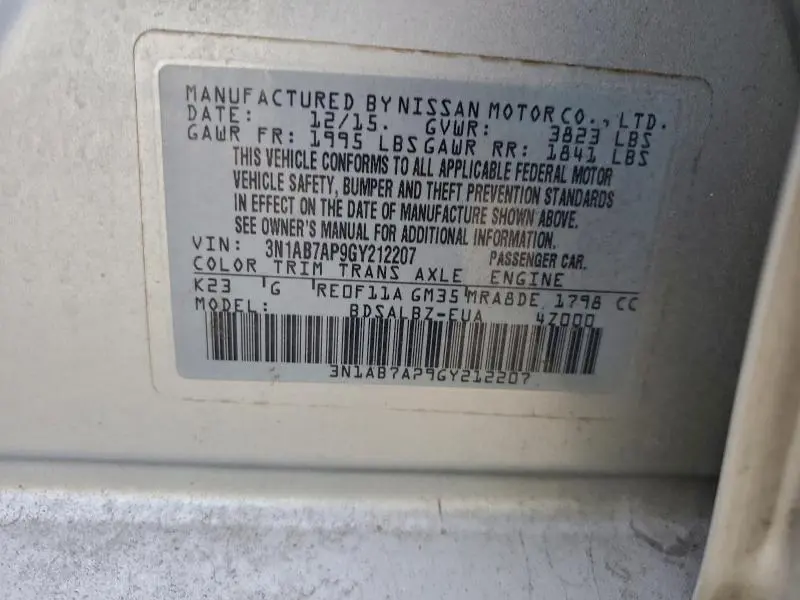 MANUFACTURED BY NISSAN MOTOR CO., LTD.
DATE: 12/15. GVWR: 3823 LBS
GAWR FR: 1995 LBS GAWR RR: 1841 LBS
THIS VEHICLE CONFORMS TO ALL APPLICABLE FEDERAL MOTOR
VEHICLE SAFETY, BUMPER AND THEFT PREVENTION STANDARDS
IN EFFECT ON THE DATE OF MANUFACTURE SHOWN ABOVE.
SEE OWNER'S MANUAL FOR ADDITIONAL INFORMATION.
VIN: 3N1AB7AP9GY212207 PASSENGER CAR.
COLOR TRIM TRANS AXLE ENGINE
K23 G RE0F11A GM35 MRA8DE 1798 CC
MODEL: BDSALBZ-EUA 4Z000
3N1AB7AP9GY212207